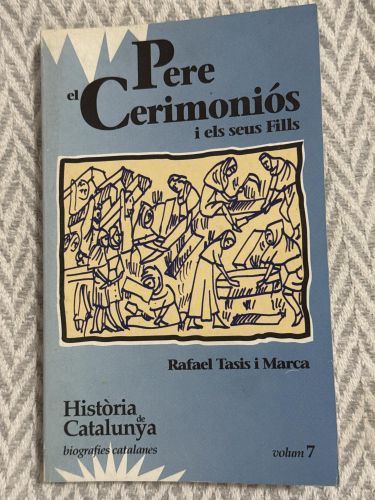 Pere
el Cerimoniós
i els seus Fills
Rafael Tasis i Marca
Història
de
Catalunya
biografies catalanes
volum 7